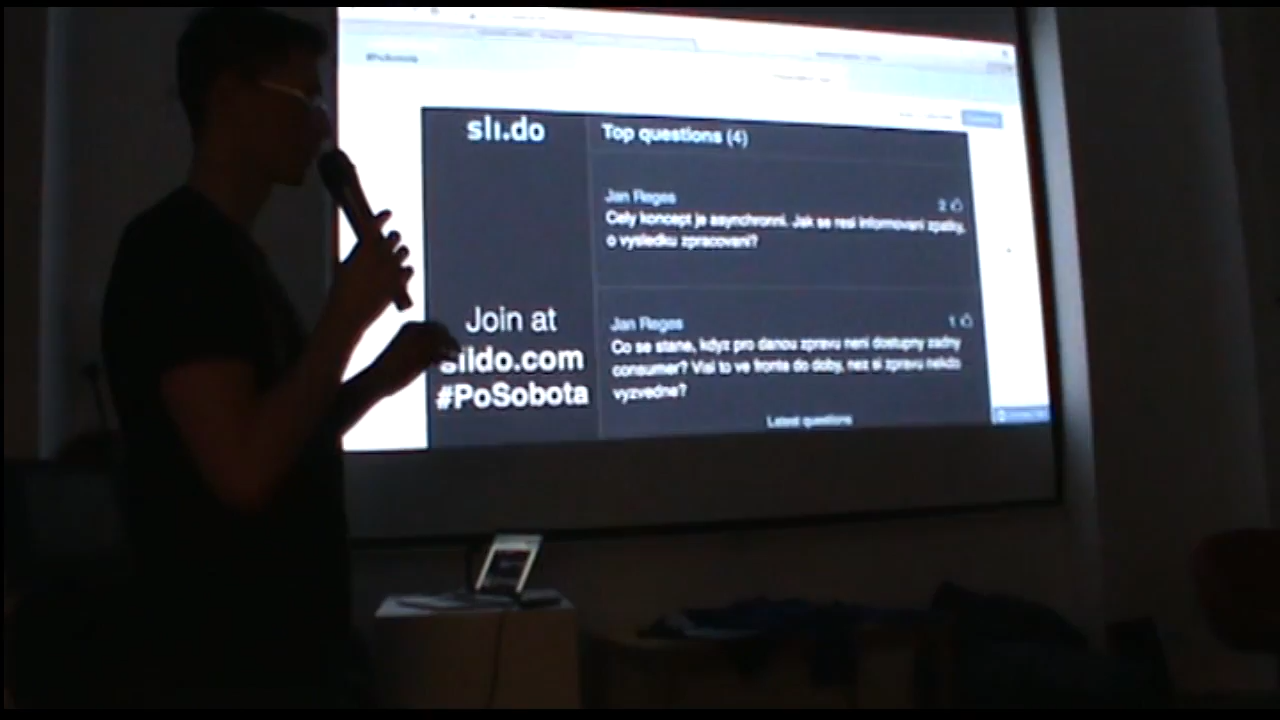 sli.do
Top questions (4)
Jan Reges
2
Cely koncept je asynchronni. Jak se resi informovani zpatky,
o vysledku zpracovani?
Join at
slido.com
#PoSobota
Jan Reges
1
Co se stane, kdyz pro danou zpravu neni dostupny zadny
consumer? Visi to ve fronte do doby, nez si zpravu nekdo
vyzvedne?
Latest questions